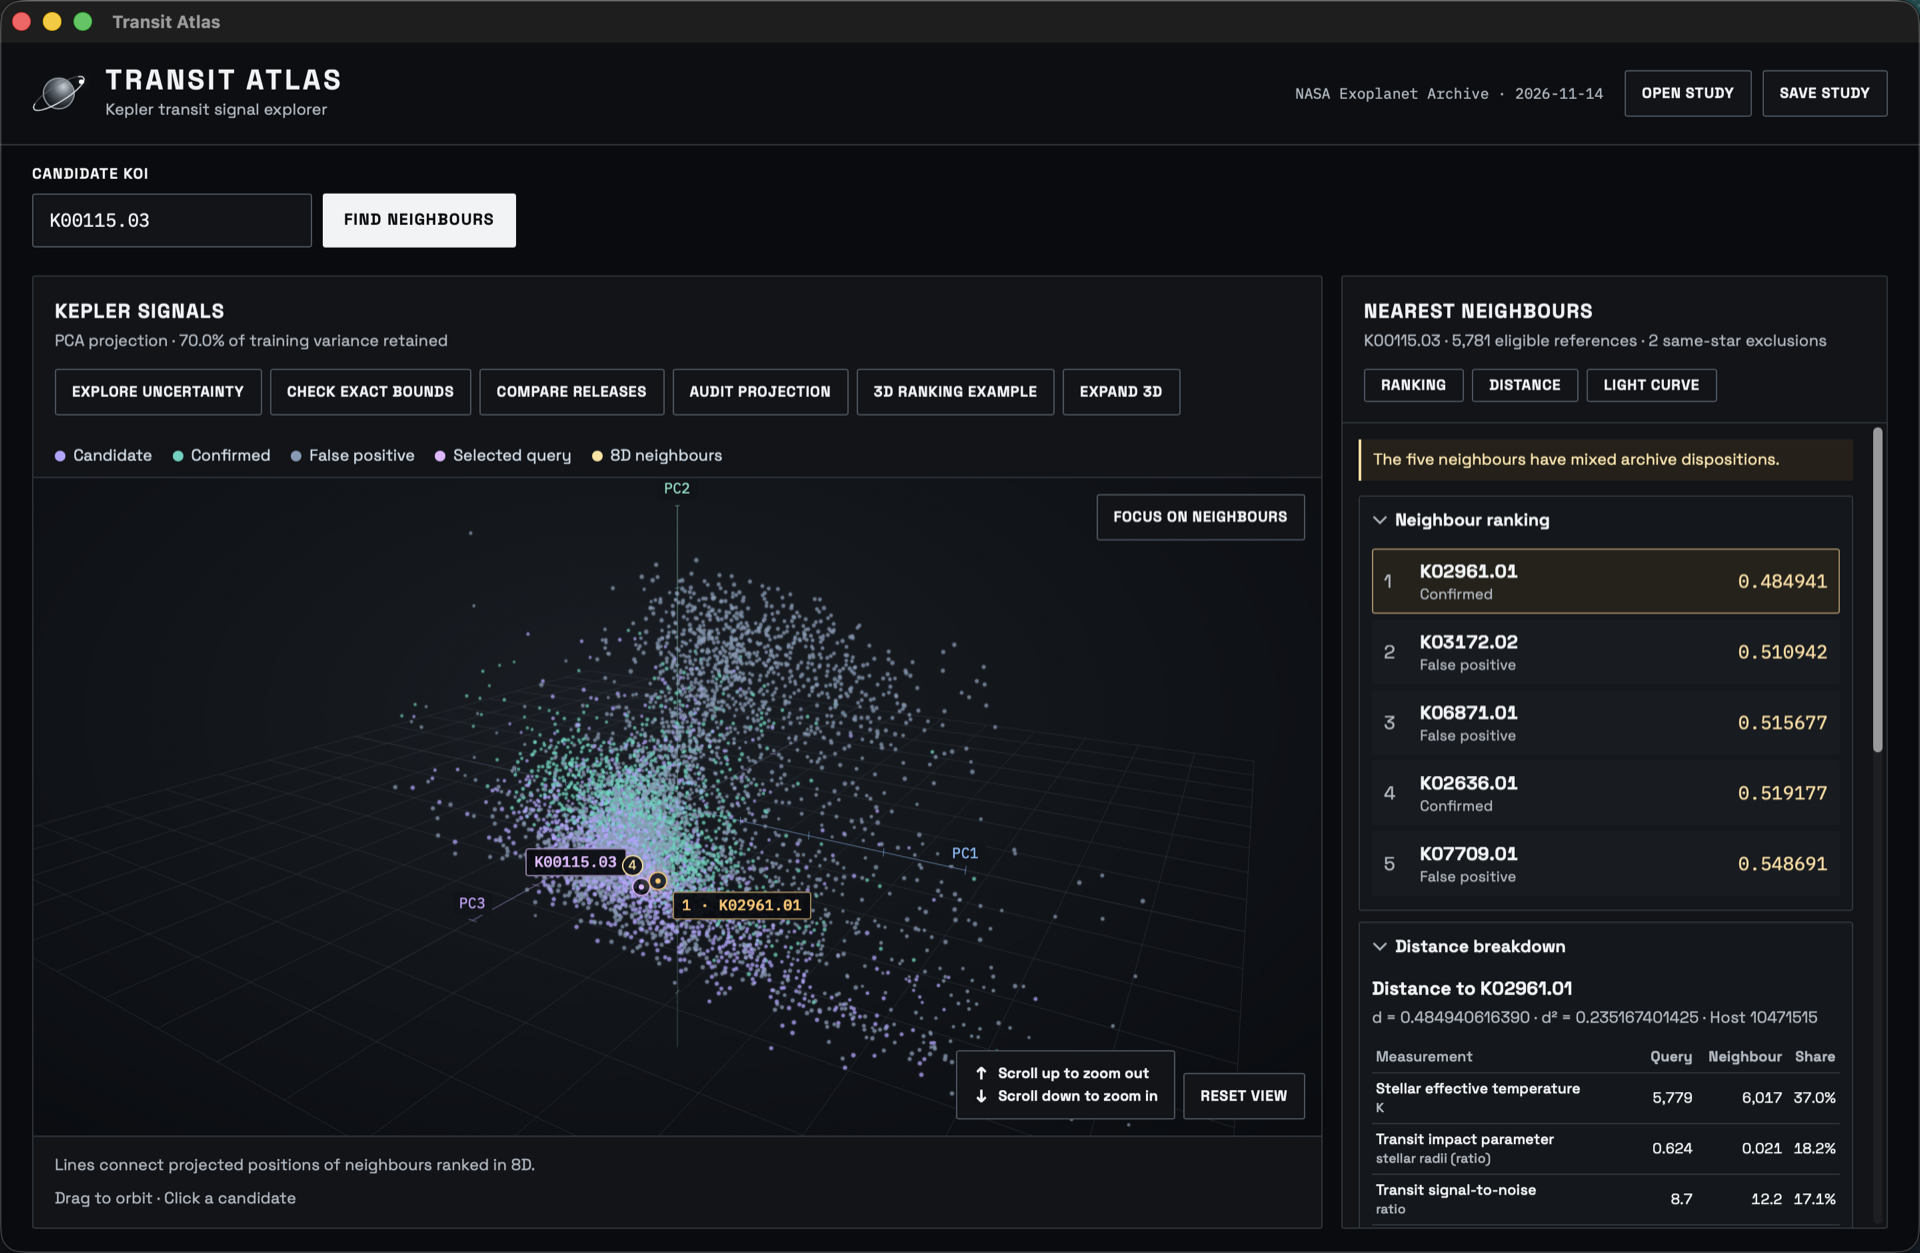 Transit Atlas
TRANSIT ATLAS
Kepler transit signal explorer
NASA Exoplanet Archive · 2026-11-14
OPEN STUDY
SAVE STUDY
CANDIDATE KOI
K00115.03
FIND NEIGHBOURS
KEPLER SIGNALS
PCA projection · 70.0% of training variance retained
EXPLORE UNCERTAINTY
CHECK EXACT BOUNDS
COMPARE RELEASES
AUDIT PROJECTION
3D RANKING EXAMPLE
EXPAND 3D
Candidate
Confirmed
False positive
Selected query
8D neighbours
PC2
FOCUS ON NEIGHBOURS
PC1
K00115.03
4
PC3
1 · K02961.01
↑ Scroll up to zoom out
↓ Scroll down to zoom in
RESET VIEW
Lines connect projected positions of neighbours ranked in 8D.
Drag to orbit · Click a candidate
NEAREST NEIGHBOURS
K00115.03 · 5,781 eligible references · 2 same-star exclusions
RANKING
DISTANCE
LIGHT CURVE
The five neighbours have mixed archive dispositions.
Neighbour ranking
1 K02961.01 0.484941
Confirmed
2 K03172.02 0.510942
False positive
3 K06871.01 0.515677
False positive
4 K02636.01 0.519177
Confirmed
5 K07709.01 0.548691
False positive
Distance breakdown
Distance to K02961.01
d = 0.484940616390 · d² = 0.235167401425 · Host 10471515
Measurement Query Neighbour Share
Stellar effective temperature 5,779 6,017 37.0%
K
Transit impact parameter 0.624 0.021 18.2%
stellar radii (ratio)
Transit signal-to-noise 8.7 12.2 17.1%
ratio